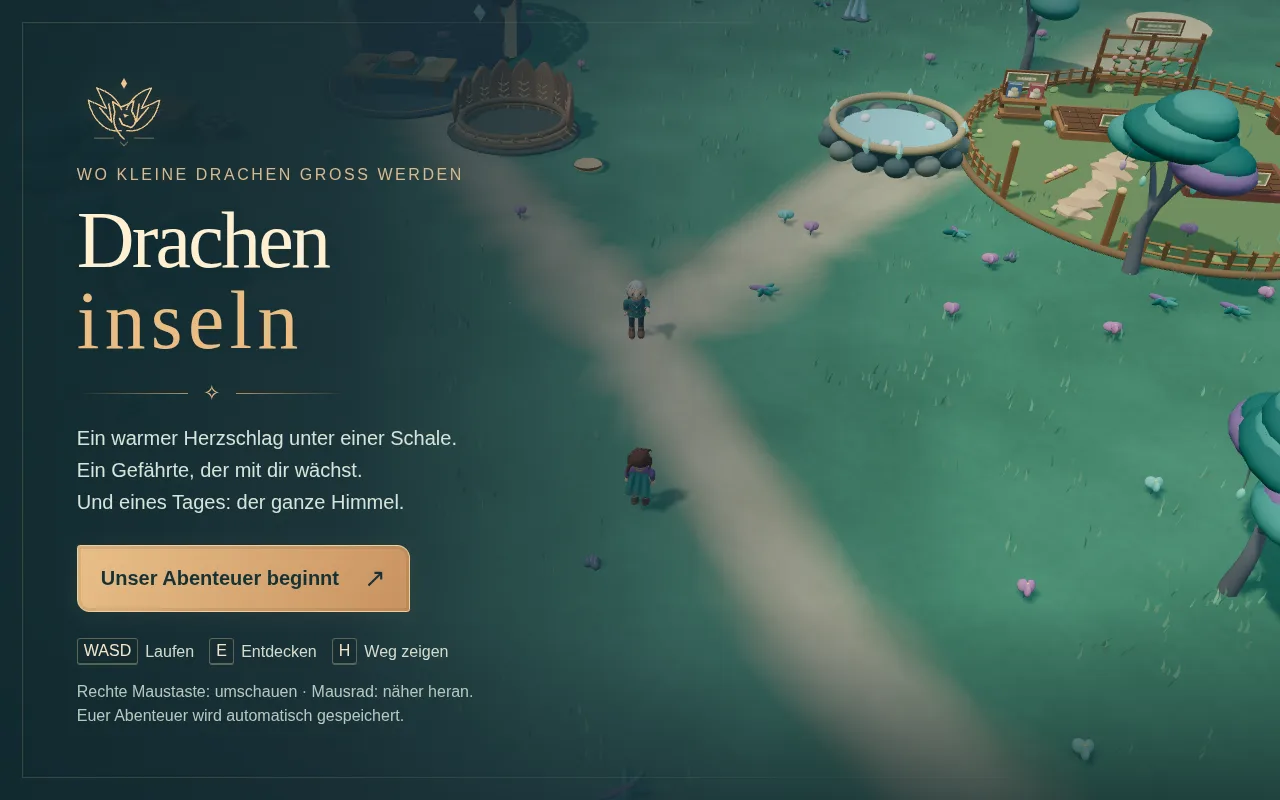 WO KLEINE DRACHEN GROSS WERDEN
Drachen
inseln
Ein warmer Herzschlag unter einer Schale.
Ein Gefährte, der mit dir wächst.
Und eines Tages: der ganze Himmel.
Unser Abenteuer beginnt ↗
WASD Laufen E Entdecken H Weg zeigen
Rechte Maustaste: umschauen · Mausrad: näher heran.
Euer Abenteuer wird automatisch gespeichert.